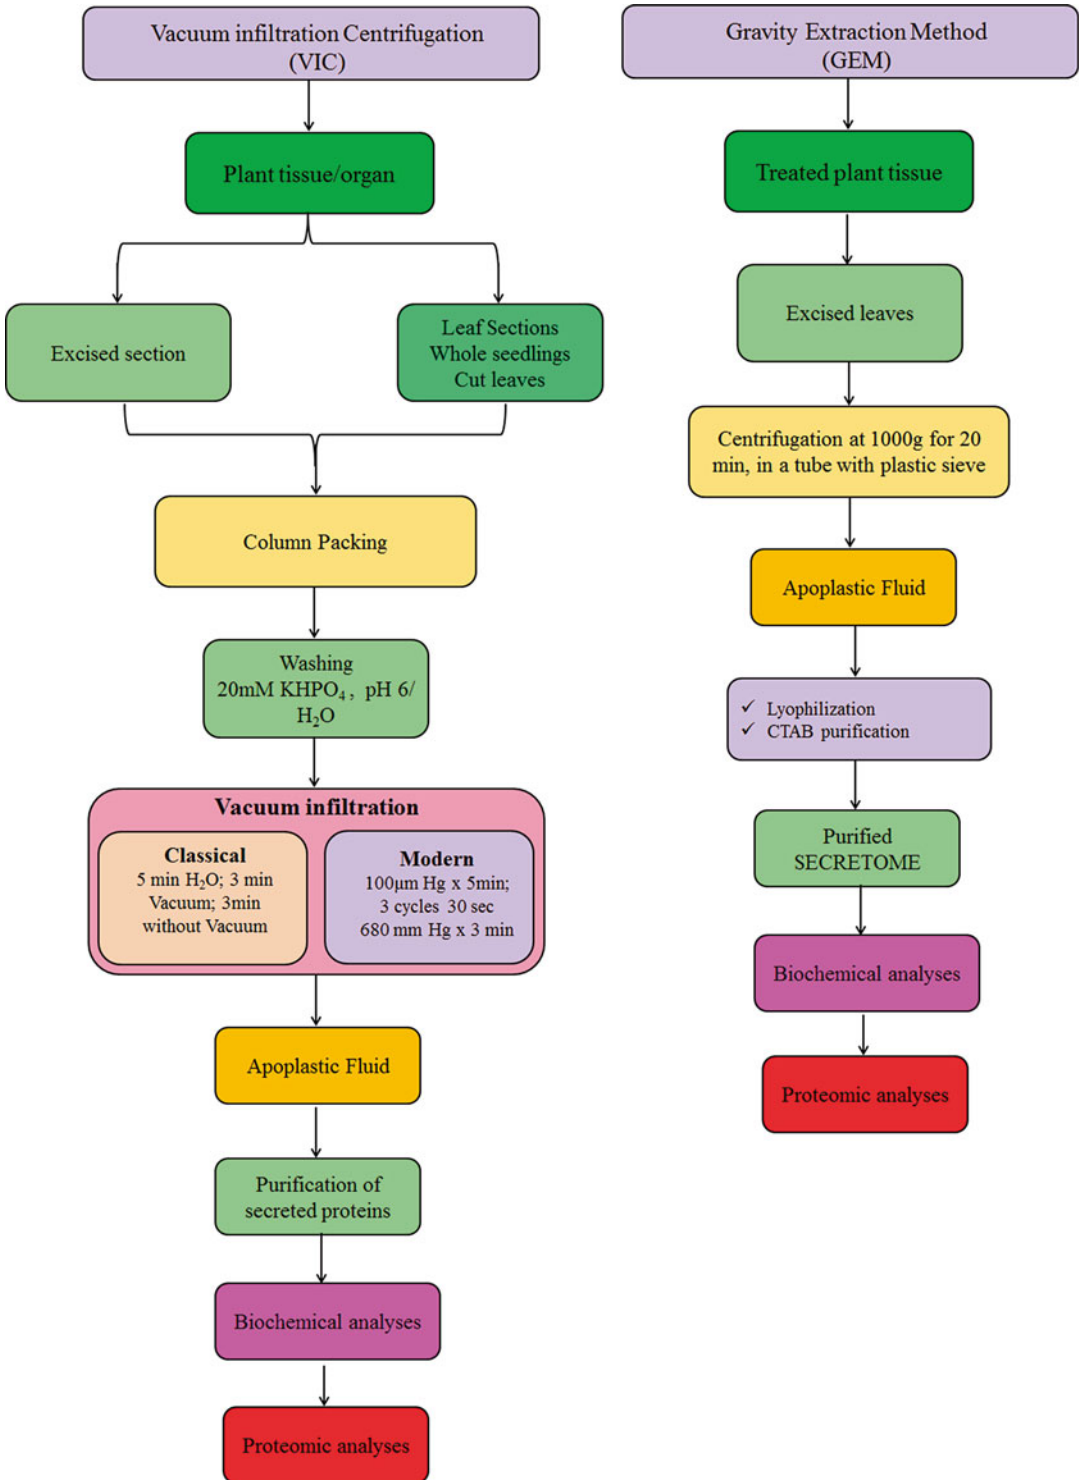 Vacuum infiltration Centrifugation
(VIC)
Plant tissue/organ
Excised section
Leaf Sections
Whole seedlings
Cut leaves
Column Packing
Washing
20mM KHPO₄ , pH 6/
H₂O
Vacuum infiltration
Classical
5 min H₂O; 3 min
Vacuum; 3min
without Vacuum
Modern
100μm Hg x 5min;
3 cycles 30 sec
680 mm Hg x 3 min
Apoplastic Fluid
Purification of
secreted proteins
Biochemical analyses
Proteomic analyses
Gravity Extraction Method
(GEM)
Treated plant tissue
Excised leaves
Centrifugation at 1000g for 20
min, in a tube with plastic sieve
Apoplastic Fluid
✓ Lyophilization
✓ CTAB purification
Purified
SECRETOME
Biochemical analyses
Proteomic analyses